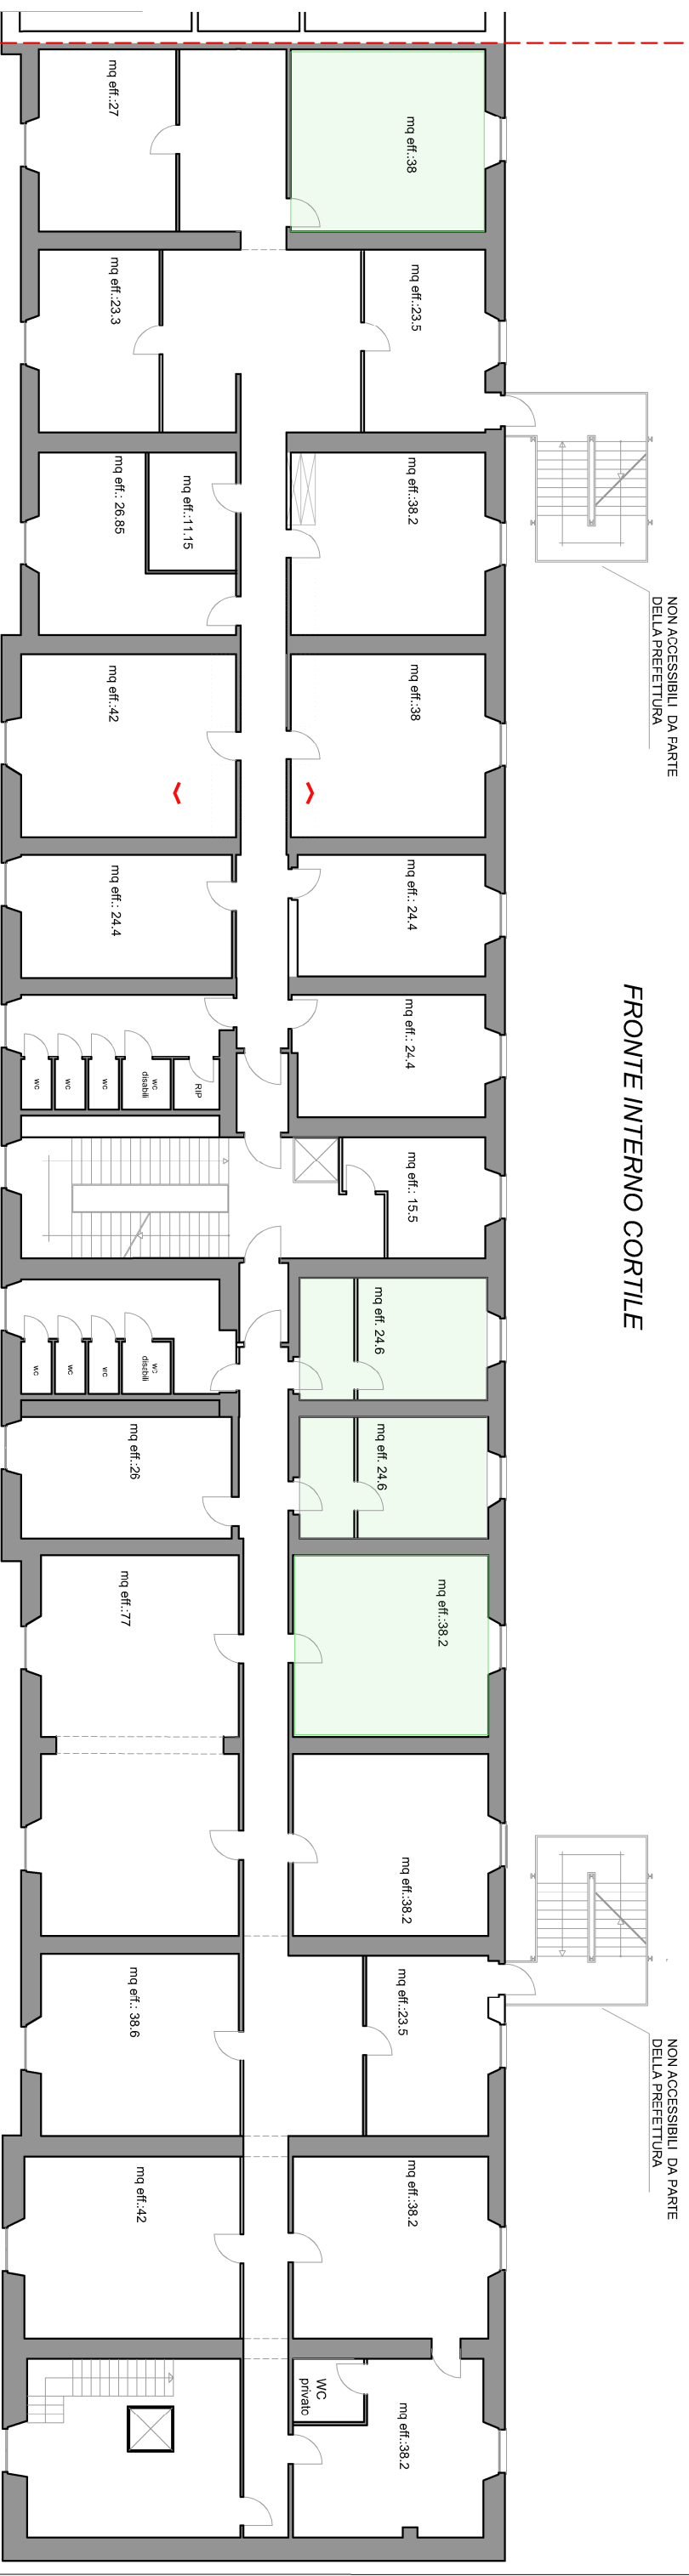 mq eff.:27
mq eff.:38
mq eff.:23.3
mq eff.:23.5
mq eff.: 26.85
mq eff.:11.15
mq eff.:38.2
NON ACCESSIBILI DA PARTE
DELLA PREFETTURA
mq eff.:42
mq eff.:38
mq eff.: 24.4
mq eff.: 24.4
FRONTE INTERNO CORTILE
mq eff.: 24.4
wc
wc
wc
wc
disabili
RIP
mq eff.: 15.5
mq eff. 24.6
wc
wc
wc
wc
disabili
mq eff.:26
mq eff. 24.6
mq eff.:77
mq eff.:38.2
mq eff.:38.2
mq eff.: 38.6
mq eff.:23.5
NON ACCESSIBILI DA PARTE
DELLA PREFETTURA
mq eff.:42
mq eff.:38.2
WC
privato
mq eff.:38.2